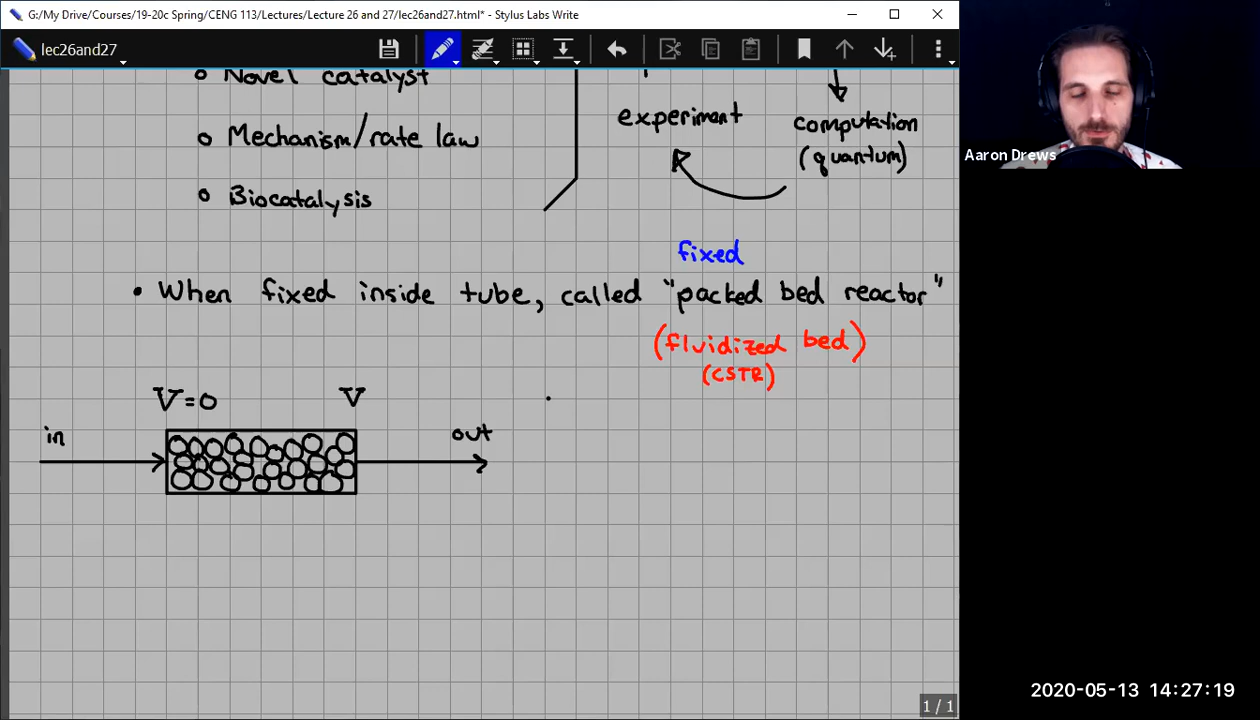 G:/My Drive/Courses/19-20c Spring/CENG 113/Lectures/Lecture 26 and 27/lec26and27.html* - Stylus Labs Write
lec26and27
Aaron Drews
○ Novel catalyst
○ Mechanism/rate law
○ Biocatalysis
experiment
computation
(quantum)
fixed
• When fixed inside tube, called "packed bed reactor"
(fluidized bed)
(CSTR)
V=0 V
in
out
1 / 1
2020-05-13 14:27:19